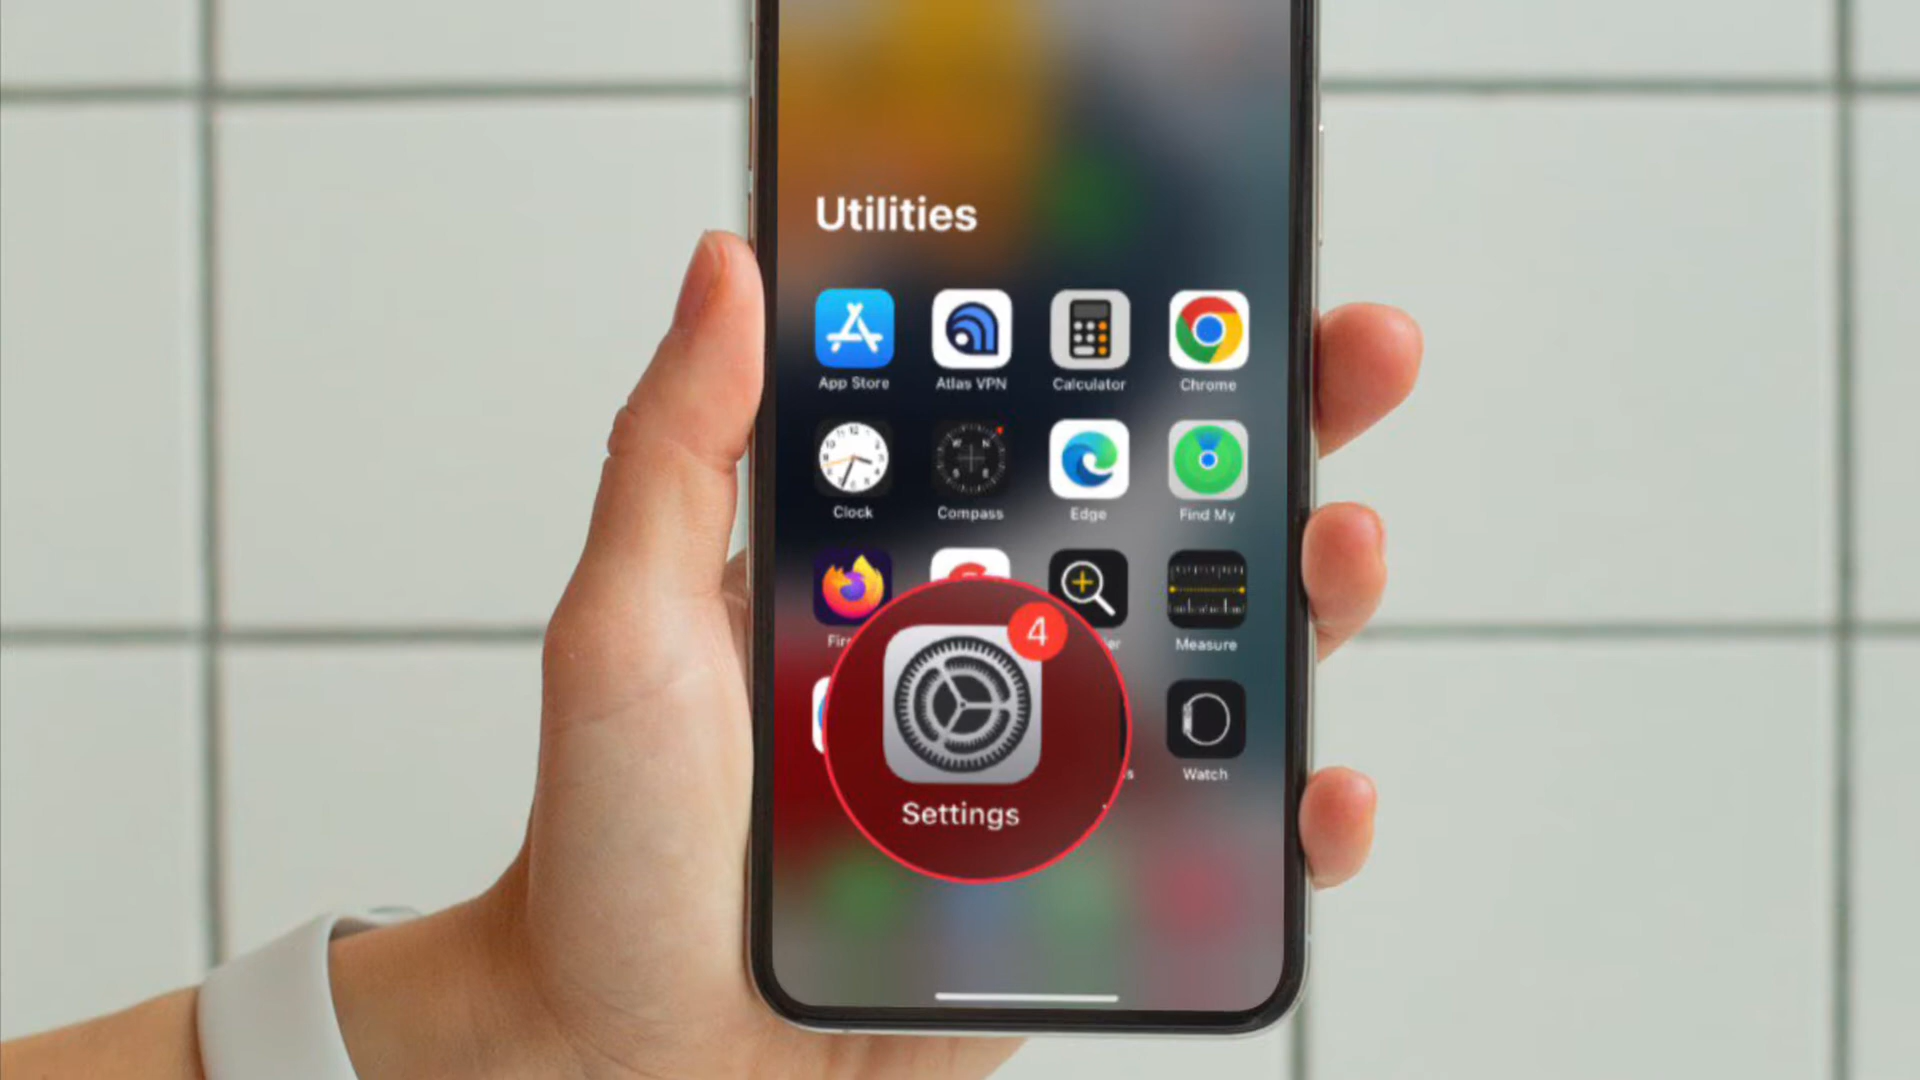 Utilities
App Store Atlas VPN Calculator Chrome
Clock Compass Edge Find My
Measure
4
Settings
Watch